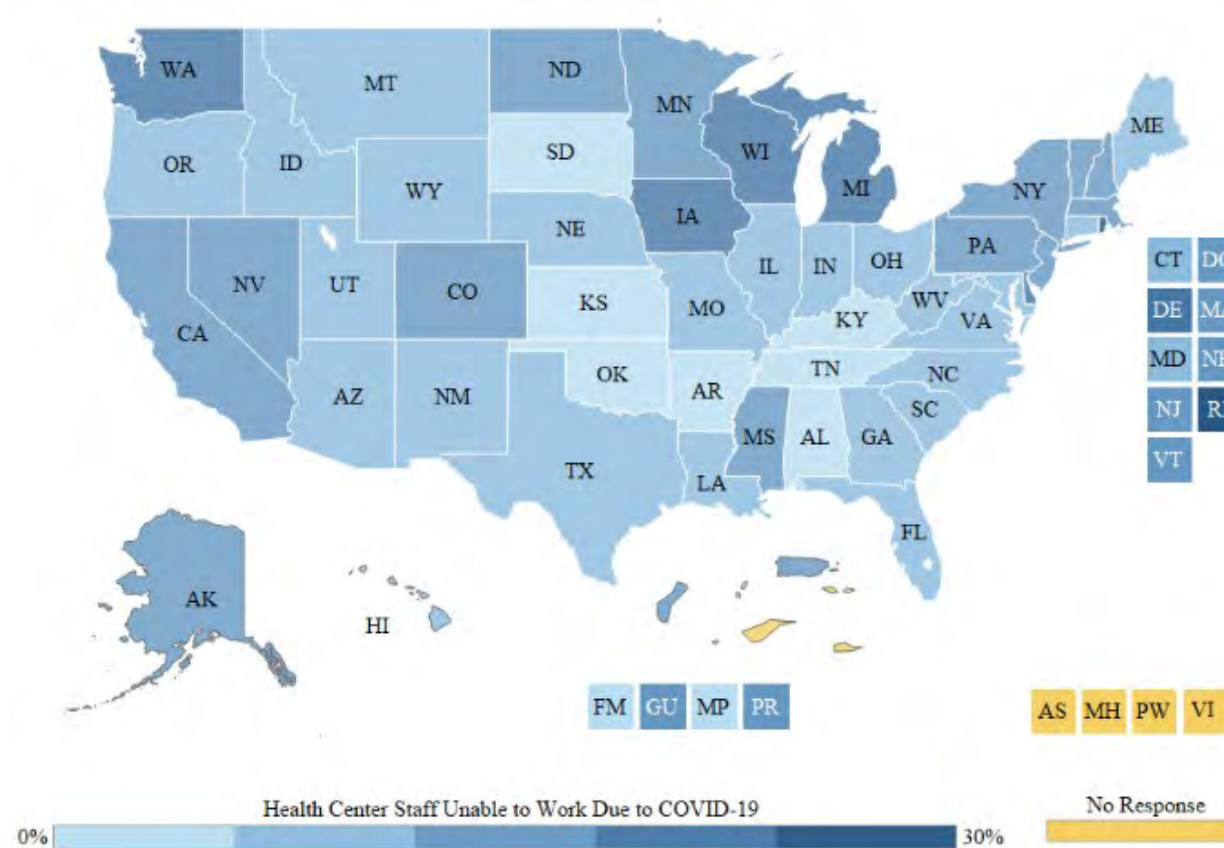 WA
MT
ND
MN
ME
OR
ID
SD
WI
WY
MI
NY
IA
NE
PA
NV
UT
CO
IL
IN
OH
CT
KS
MO
WV
VA
CA
KY
DE
OK
TN
NC
MD
AZ
NM
AR
SC
NJ
MS
AL
GA
VT
TX
LA
FL
AK
HI
FM GU MP PR
AS MH PW VI
Health Center Staff Unable to Work Due to COVID-19
No Response
0%
30%